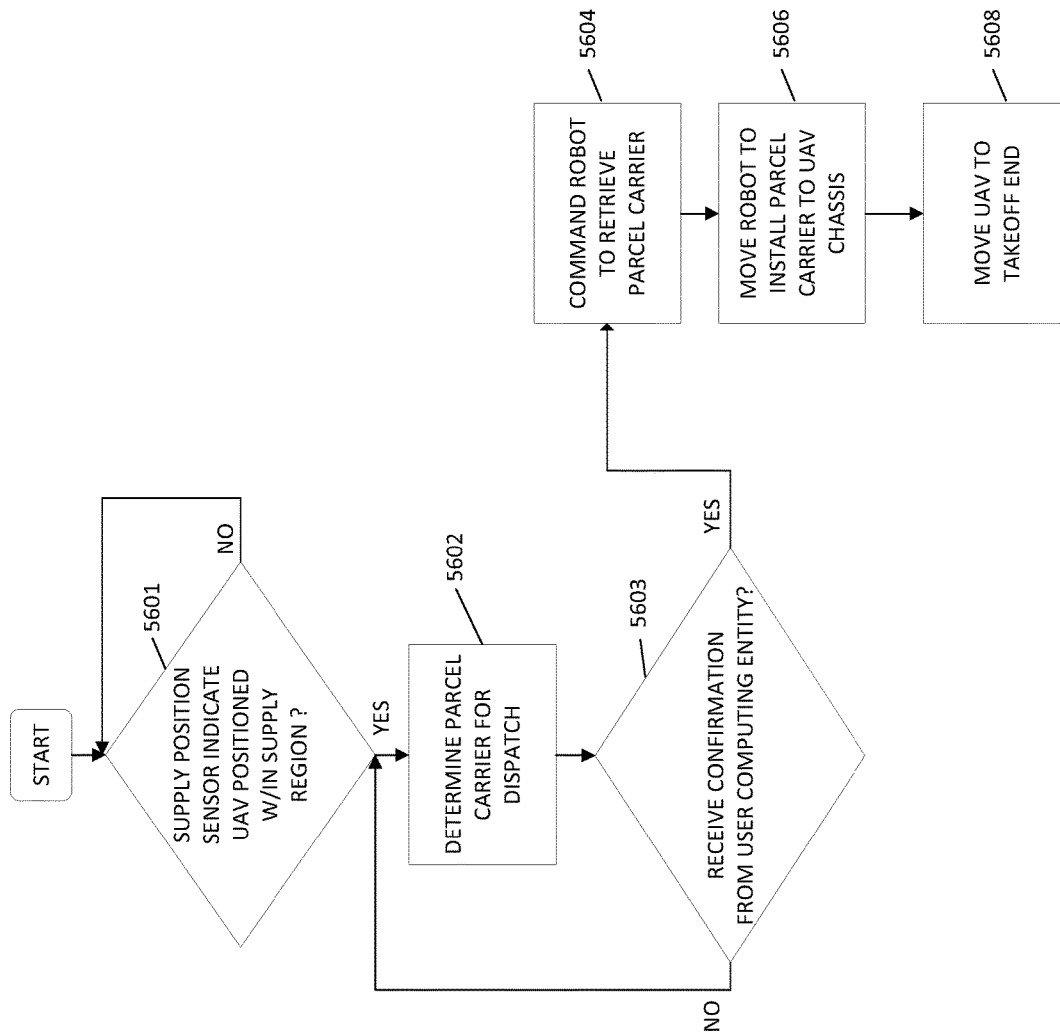 START
SUPPLY POSITION
SENSOR INDICATE
UAV POSITIONED
W/IN SUPPLY
REGION ?
5601
NO
YES
DETERMINE PARCEL
CARRIER FOR
DISPATCH
5602
RECEIVE CONFIRMATION
FROM USER COMPUTING ENTITY?
5603
NO
YES
COMMAND ROBOT
TO RETRIEVE
PARCEL CARRIER
5604
MOVE ROBOT TO
INSTALL PARCEL
CARRIER TO UAV
CHASSIS
5606
MOVE UAV TO
TAKEOFF END
5608